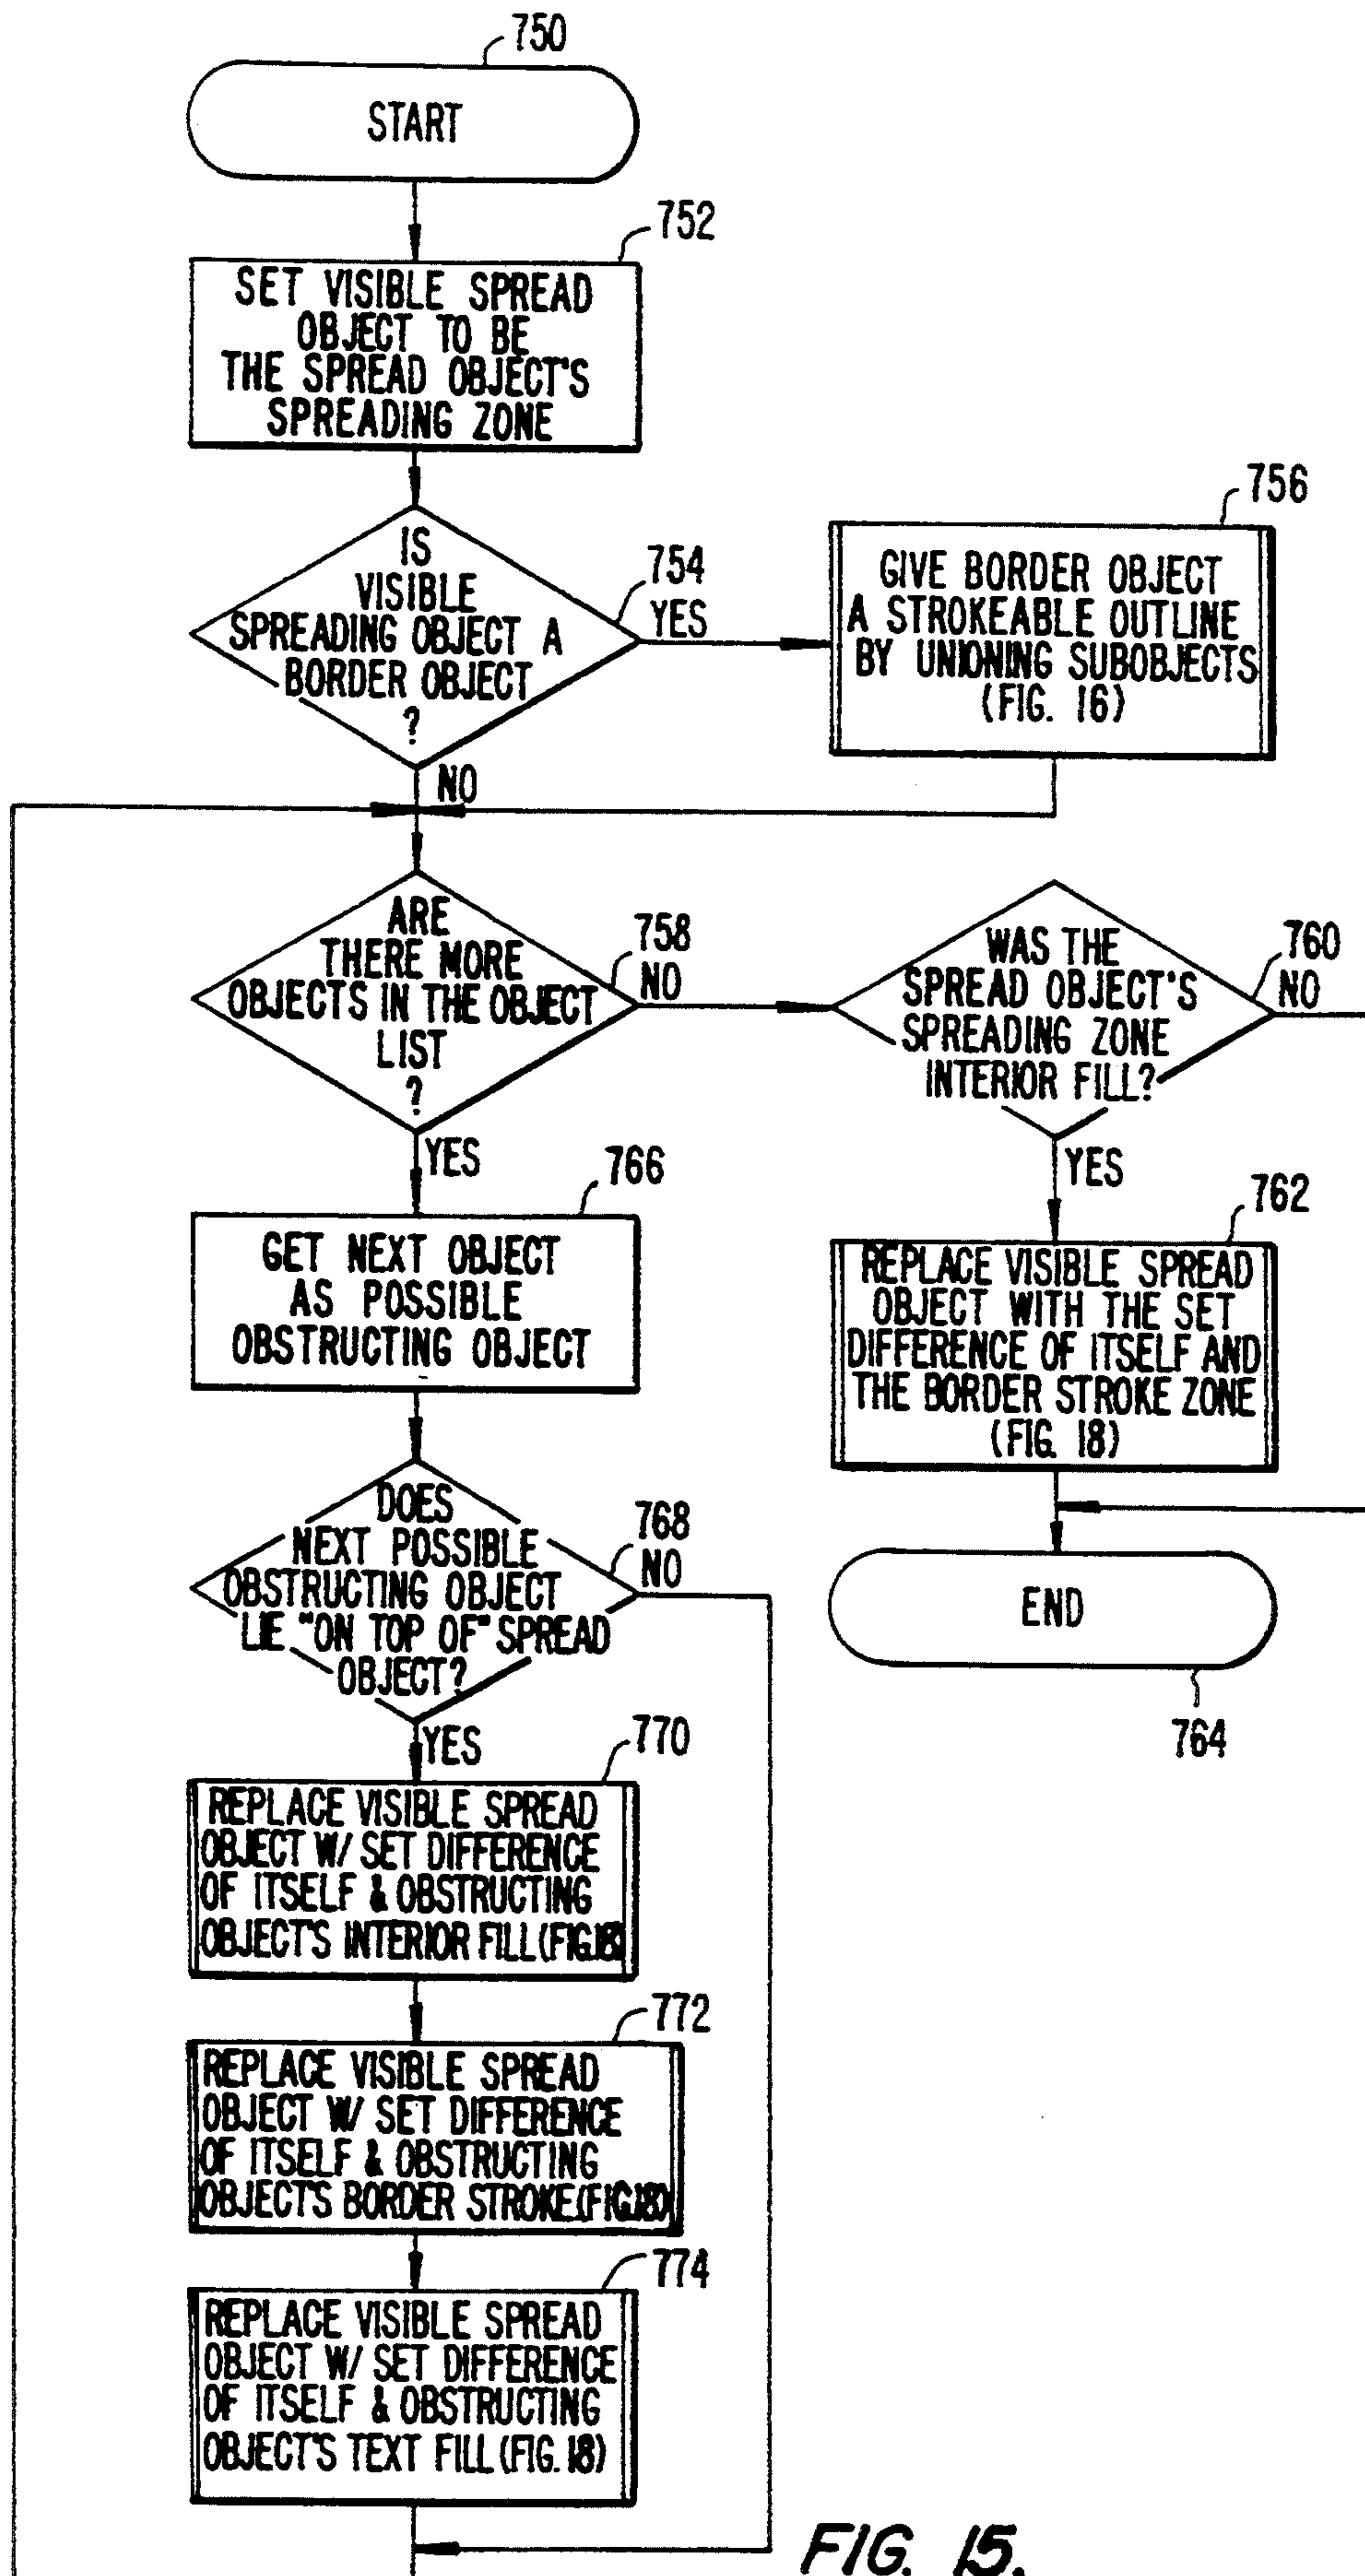 750
START
752
SET VISIBLE SPREAD
OBJECT TO BE
THE SPREAD OBJECT'S
SPREADING ZONE
IS
VISIBLE
SPREADING OBJECT A
BORDER OBJECT
?
754
YES
NO
756
GIVE BORDER OBJECT
A STROKEABLE OUTLINE
BY UNIONING SUBOBJECTS
(FIG. 16)
ARE
THERE MORE
OBJECTS IN THE OBJECT
LIST
?
758
NO
YES
WAS THE
SPREAD OBJECT'S
SPREADING ZONE
INTERIOR FILL?
760
NO
YES
762
REPLACE VISIBLE SPREAD
OBJECT WITH THE SET
DIFFERENCE OF ITSELF AND
THE BORDER STROKE ZONE
(FIG. 18)
END
764
766
GET NEXT OBJECT
AS POSSIBLE
OBSTRUCTING OBJECT
DOES
NEXT POSSIBLE
OBSTRUCTING OBJECT
LIE "ON TOP OF" SPREAD
OBJECT?
768
NO
YES
770
REPLACE VISIBLE SPREAD
OBJECT W/ SET DIFFERENCE
OF ITSELF & OBSTRUCTING
OBJECT'S INTERIOR FILL (FIG.18)
772
REPLACE VISIBLE SPREAD
OBJECT W/ SET DIFFERENCE
OF ITSELF & OBSTRUCTING
OBJECT'S BORDER STROKE (FIG.18)
774
REPLACE VISIBLE SPREAD
OBJECT W/ SET DIFFERENCE
OF ITSELF & OBSTRUCTING
OBJECT'S TEXT FILL (FIG. 18)
FIG. 15.